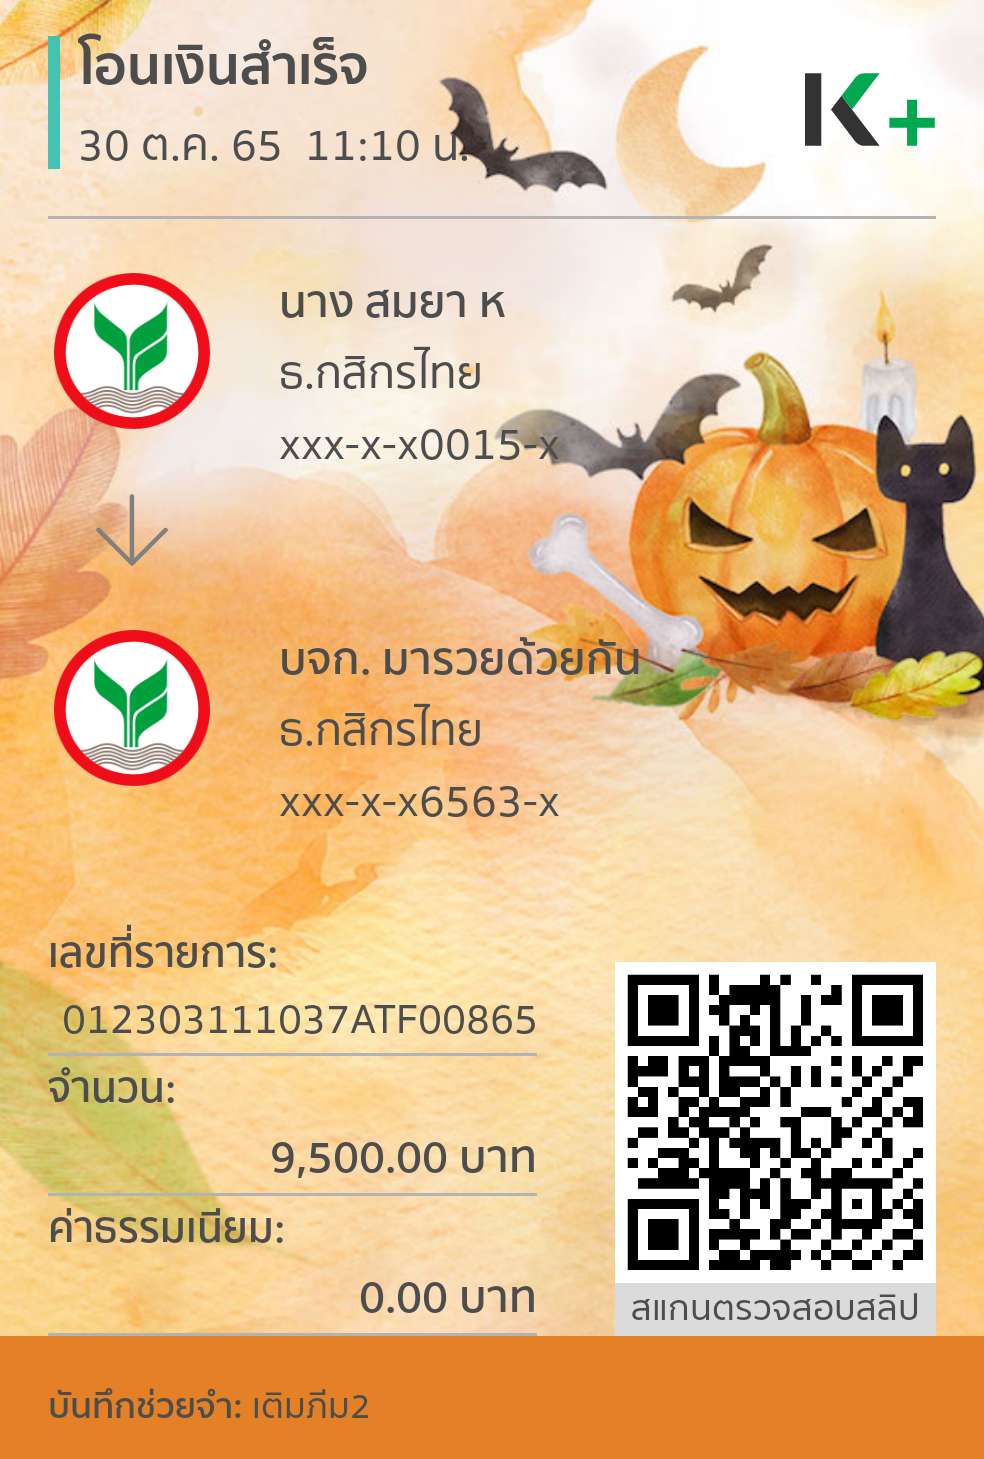 โอนเงินสำเร็จ
30 ต.ค. 65  11:10 น.
K+
นาง สมยา ห
ธ.กสิกรไทย
xxx-x-x0015-x
บจก. มารวยด้วยกัน
ธ.กสิกรไทย
xxx-x-x6563-x
เลขที่รายการ:
012303111037ATF00865
จำนวน:
9,500.00 บาท
ค่าธรรมเนียม:
0.00 บาท
สแกนตรวจสอบสลิป
บันทึกช่วยจำ: เติมภีม2